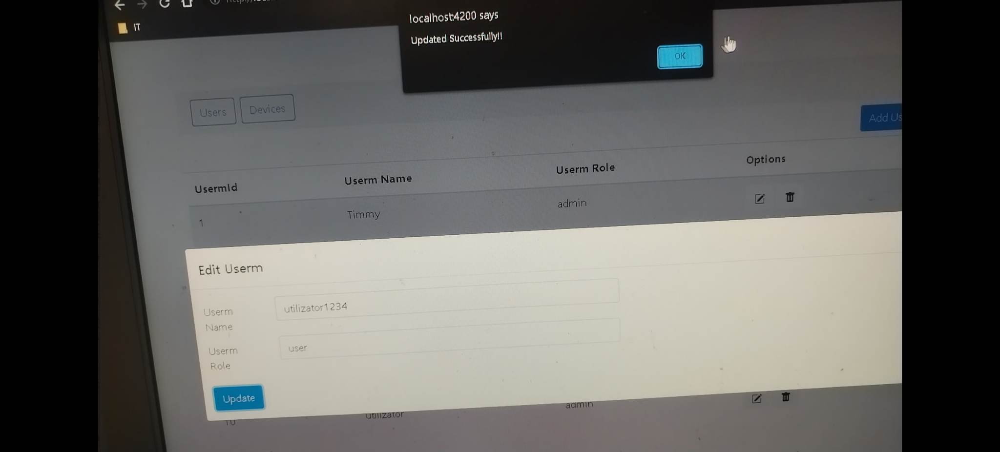 IT
localhost:4200 says
Updated Successfully!!
OK
Users Devices
Add Us
UsermId Userm Name Userm Role Options
1 Timmy admin
Edit Userm
Userm Name utilizator1234
Userm Role user
Update
10 utilizator admin